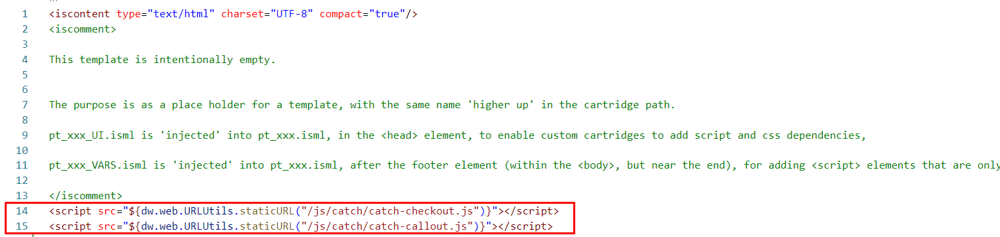 1 <iscontent type="text/html" charset="UTF-8" compact="true"/>
2 <iscomment>
3
4 This template is intentionally empty.
5
6
7 The purpose is as a place holder for a template, with the same name 'higher up' in the cartridge path.
8
9 pt_xxx_UI.isml is 'injected' into pt_xxx.isml, in the <head> element, to enable custom cartridges to add script and css dependencies,
10
11 pt_xxx_VARS.isml is 'injected' into pt_xxx.isml, after the footer element (within the <body>, but near the end), for adding <script> elements that are only
12
13 </iscomment>
14 <script src="${dw.web.URLUtils.staticURL("/js/catch/catch-checkout.js")}"></script>
15 <script src="${dw.web.URLUtils.staticURL("/js/catch/catch-callout.js")}"></script>